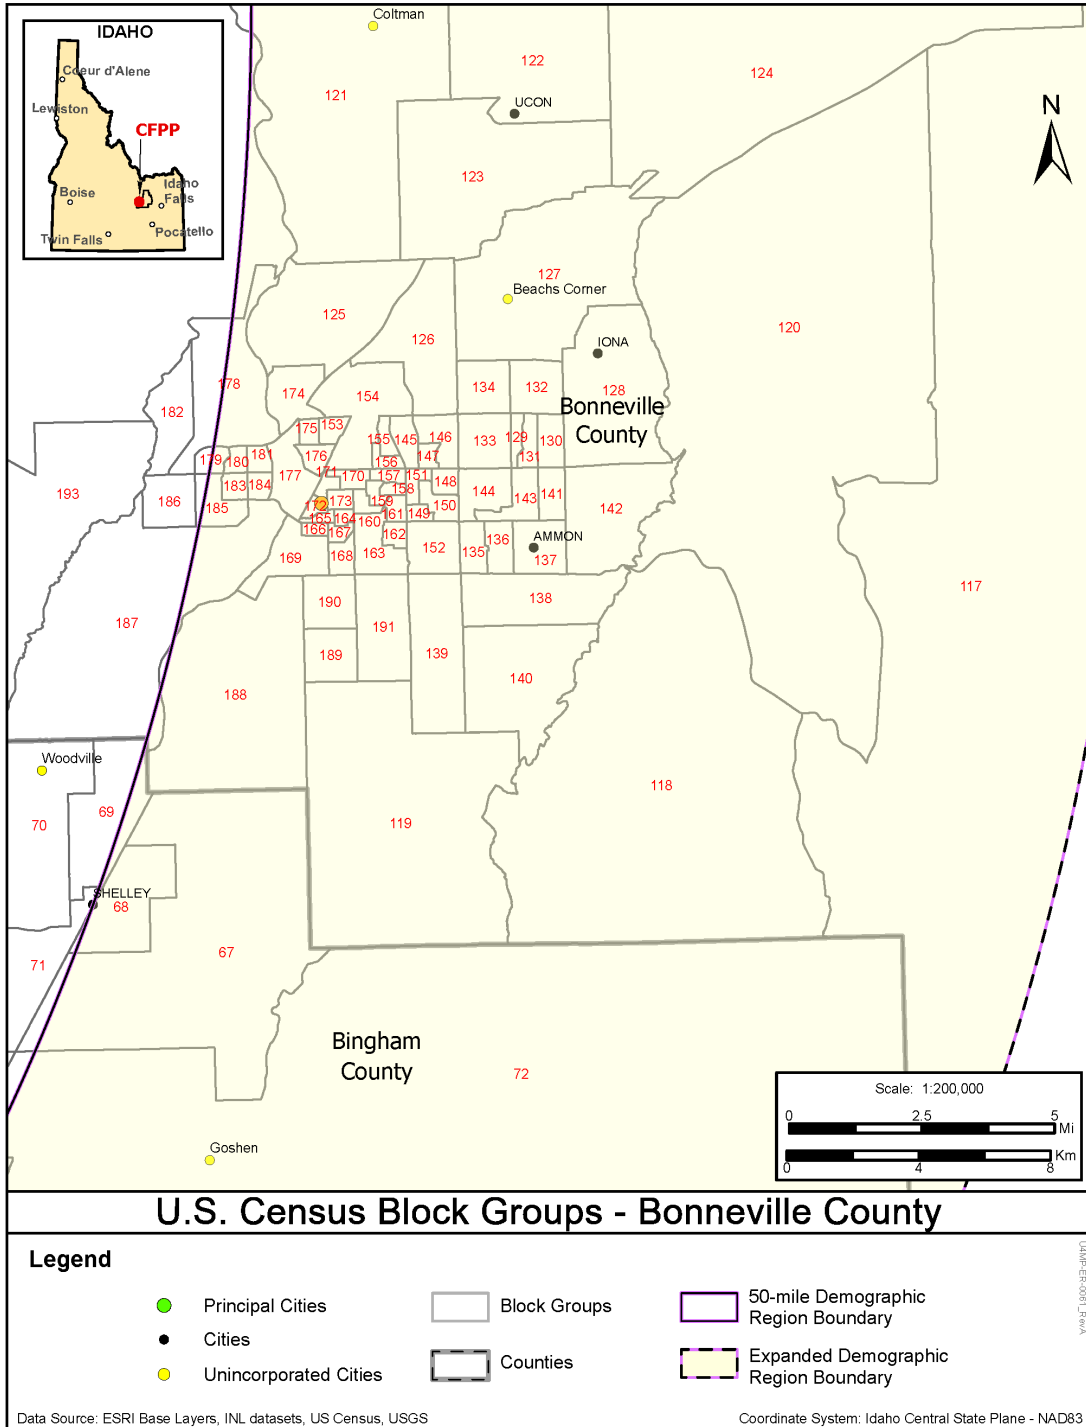 IDAHO
Coeur d'Alene
Lewiston
CFPP
Boise
Idaho
Falls
Twin Falls
Pocatello
Coltman
122
124
121
UCON
N
123
127
Beachs Corner
125
120
126
IONA
178
174
154
134
132
128
182
Bonneville
County
175
153
155
145
146
133
129
130
179
180
181
176
156
147
131
177
171
170
157
151
148
193
186
183
184
158
144
143
141
142
185
172
173
159
150
165
164
160
161
149
166
167
162
136
AMMON
169
168
163
152
135
137
117
190
138
187
191
189
139
140
188
Woodville
118
69
70
119
SHELLEY
68
67
71
Bingham
County
72
Goshen
Scale: 1:200,000
0 2.5 5
Mi
Km
0 4 8
U.S. Census Block Groups - Bonneville County
Legend
Principal Cities
Cities
Unincorporated Cities
Block Groups
Counties
50-mile Demographic
Region Boundary
Expanded Demographic
Region Boundary
U4MP-ER-0061_RevA
Data Source: ESRI Base Layers, INL datasets, US Census, USGS
Coordinate System: Idaho Central State Plane - NAD83